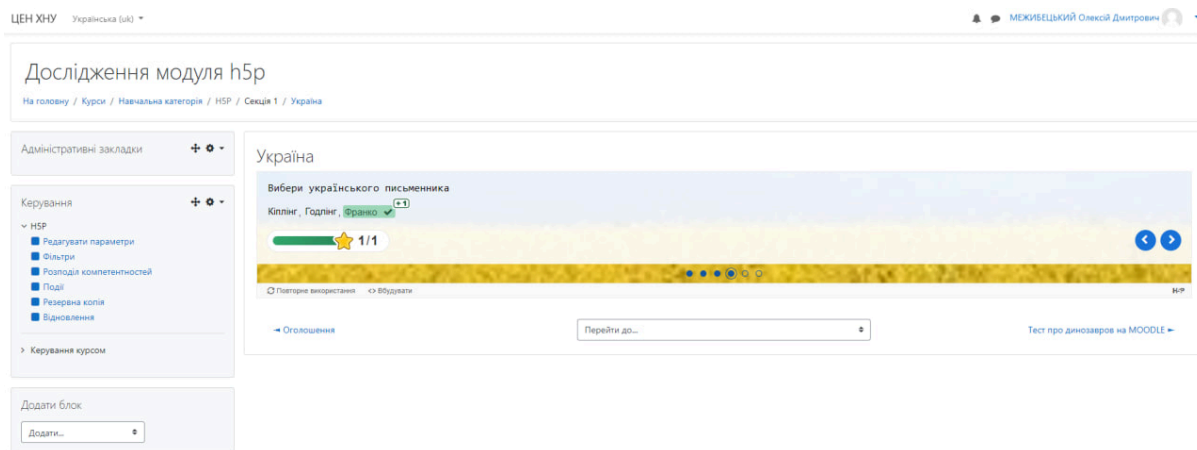 ЦЕН ХНУ Українська (uk)
МЕЖИБЕЦЬКИЙ Олексій Дмитрович
Дослідження модуля h5p
На головну / Курси / Навчальна категорія / H5P / Секція 1 / Україна
Адміністративні закладки
Керування
H5P
Редагувати параметри
Фільтри
Розподіл компетентностей
Події
Резервна копія
Відновлення
Керування курсом
Додати блок
Додати...
Україна
Вибери українського письменника
Кіплінг, Годлінг, Франко +1
1/1
Повторне використання <> Вбудувати
H5P
◄ Оголошення
Перейти до...
Тест про динозавров на MOODLE ►